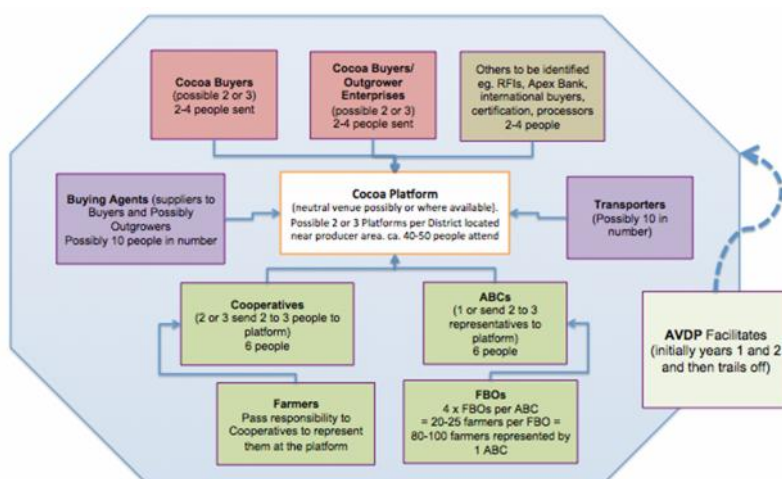 Cocoa Buyers
(possible 2 or 3)
2-4 people sent
Cocoa Buyers/
Outgrower
Enterprises
(possible 2 or 3)
2-4 people sent
Others to be identified
eg. RFIs, Apex Bank,
international buyers,
certification, processors
2-4 people
Buying Agents (suppliers to
Buyers and Possibly
Outgrowers
Possibly 10 people in number
Cocoa Platform
(neutral venue possibly or where available).
Possible 2 or 3 Platforms per District located
near producer area. ca. 40-50 people attend
Transporters
(Possibly 10 in
number)
Cooperatives
(2 or 3 send 2 to 3 people to
platform)
6 people
ABCs
(1 or send 2 to 3
representatives to
platform)
6 people
AVDP Facilitates
(initially years 1 and 2
and then trails off)
Farmers
Pass responsibility to
Cooperatives to represent
them at the platform
FBOs
4 x FBOs per ABC
= 20-25 farmers per FBO =
80-100 farmers represented by
1 ABC